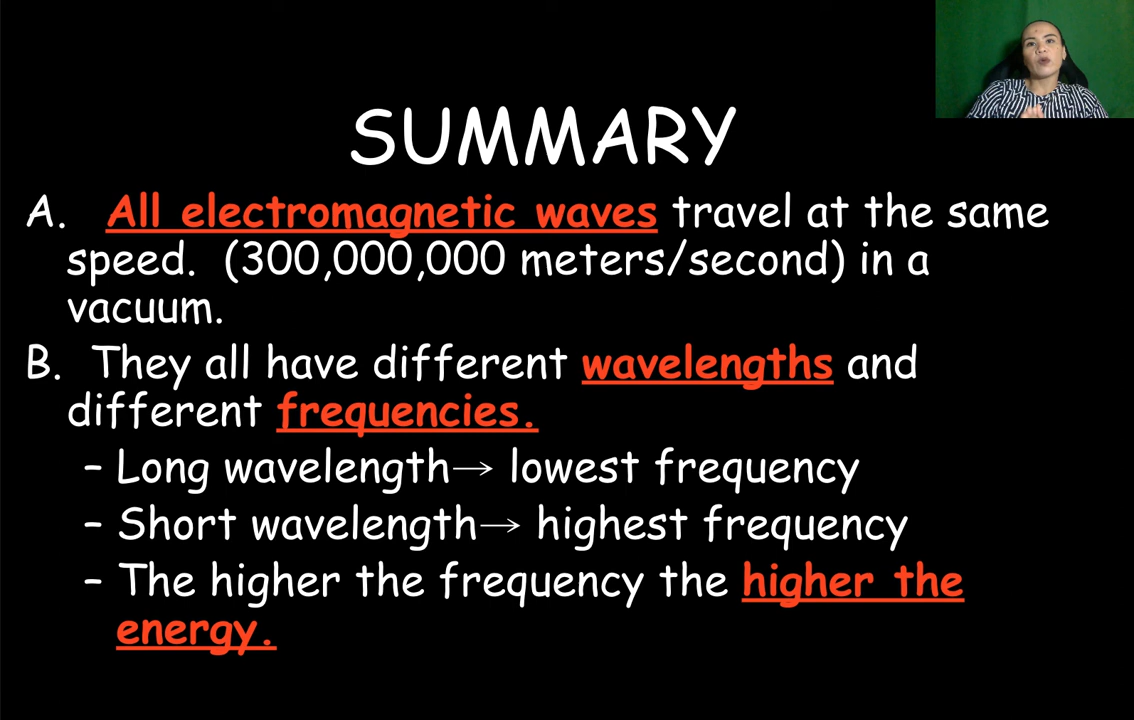 SUMMARY
A. All electromagnetic waves travel at the same
speed. (300,000,000 meters/second) in a
vacuum.
B. They all have different wavelengths and
different frequencies.
– Long wavelength→ lowest frequency
– Short wavelength→ highest frequency
– The higher the frequency the higher the
energy.